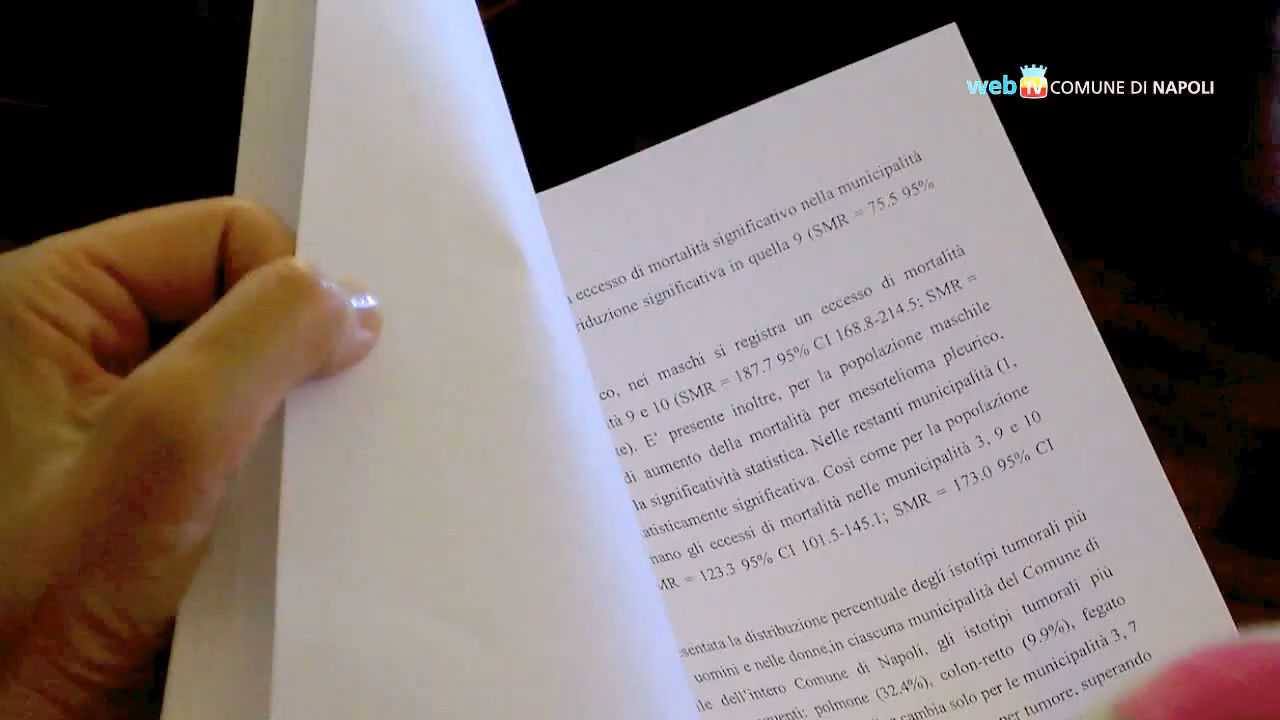 web TV COMUNE DI NAPOLI
eccesso di mortalità significativo nella municipalità
riduzione significativa in quella 9 (SMR = 75.5 95%
co, nei maschi si registra un eccesso di mortalità
tà 9 e 10 (SMR = 187.7 95% CI 168.8-214.5; SMR =
te). E' presente inoltre, per la popolazione maschile
di aumento della mortalità per mesotelioma pleurico,
la significatività statistica. Nelle restanti municipalità (1,
atisticamente significativa. Così come per la popolazione
nano gli eccessi di mortalità nelle municipalità 3, 9 e 10
MR = 123.3 95% CI 101.5-145.1; SMR = 173.0 95% CI
sentata la distribuzione percentuale degli istotipi tumorali più
uomini e nelle donne,in ciascuna municipalità del Comune di
le dell'intero Comune di Napoli, gli istotipi tumorali più
menti: polmone (32.4%), colon-retto (9.9%), fegato
cambia solo per le municipalità 3, 7
per tumore, superando